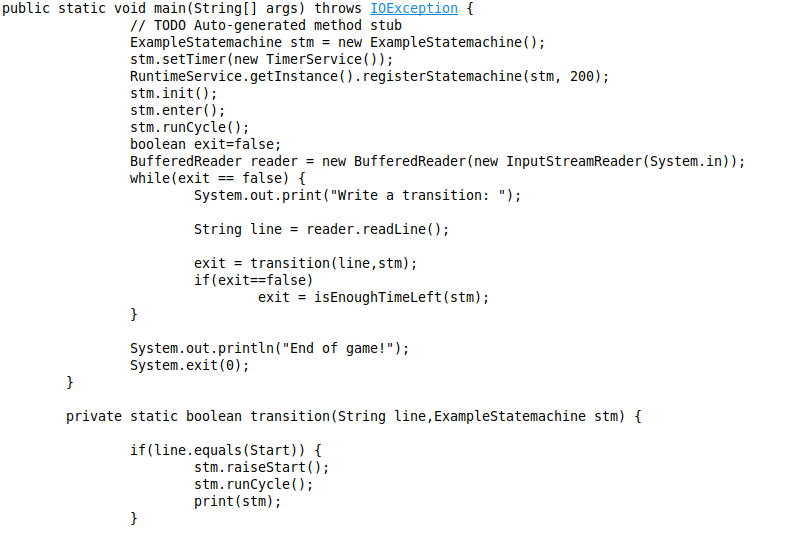 public static void main(String[] args) throws IOException {
// TODO Auto-generated method stub
ExampleStatemachine stm = new ExampleStatemachine();
stm.setTimer(new TimerService());
RuntimeService.getInstance().registerStatemachine(stm, 200);
stm.init();
stm.enter();
stm.runCycle();
boolean exit=false;
BufferedReader reader = new BufferedReader(new InputStreamReader(System.in));
while(exit == false) {
System.out.print("Write a transition: ");
String line = reader.readLine();
exit = transition(line,stm);
if(exit==false)
exit = isEnoughTimeLeft(stm);
}
System.out.println("End of game!");
System.exit(0);
}
private static boolean transition(String line,ExampleStatemachine stm) {
if(line.equals(Start)) {
stm.raiseStart();
stm.runCycle();
print(stm);
}